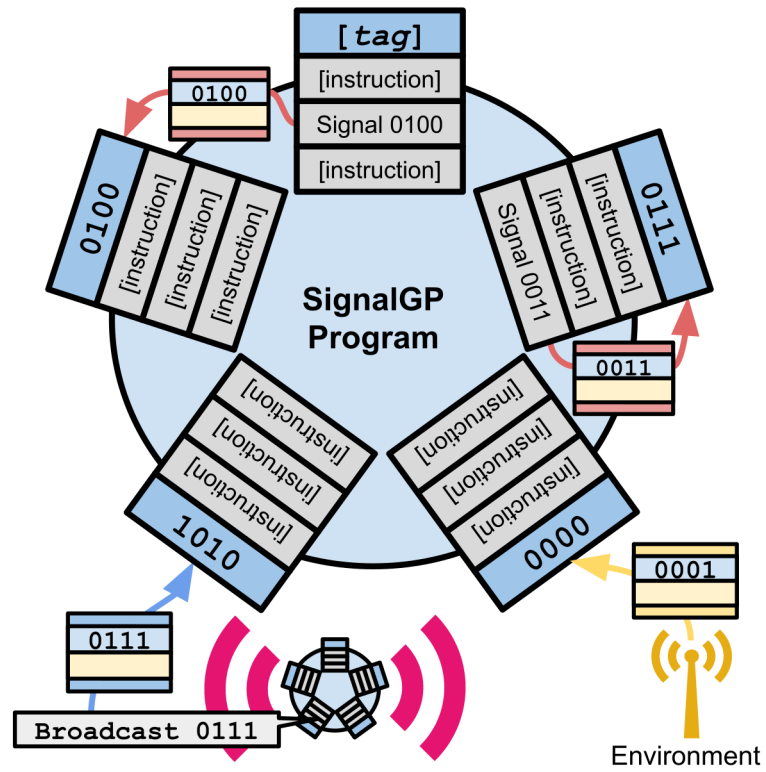 [tag]
[instruction]
Signal 0100
[instruction]
0100
0100
[instruction]
[instruction]
[instruction]
0111
[instruction]
[instruction]
Signal 0011
0011
SignalGP
Program
[instruction]
[instruction]
[instruction]
1010
[instruction]
[instruction]
[instruction]
0000
0001
0111
Broadcast 0111
Environment